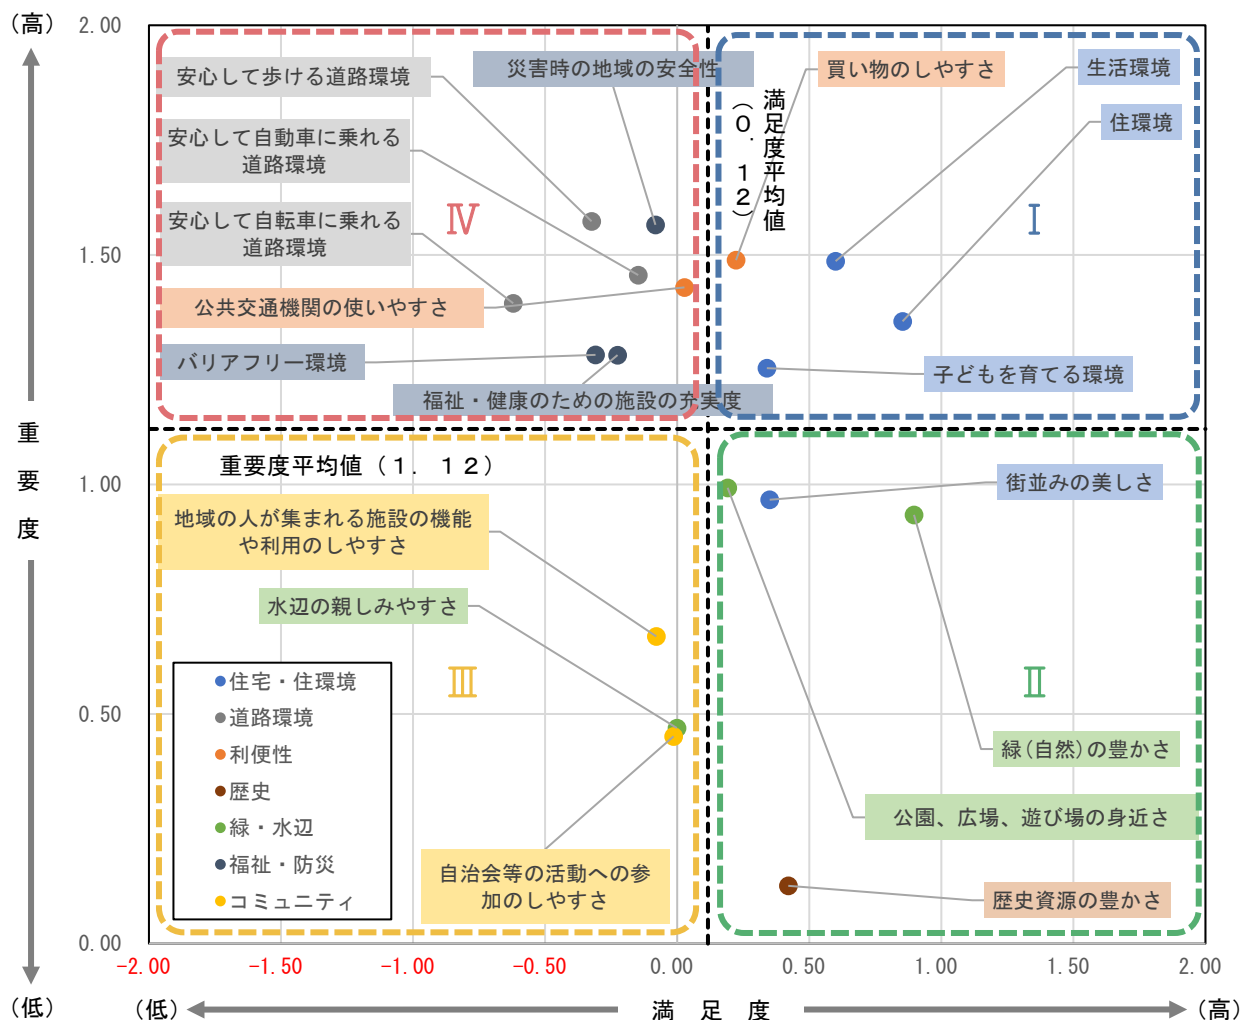 （高）
2.00
安心して歩ける道路環境
災害時の地域の安全性
買い物のしやすさ
生活環境
住環境
安心して自動車に乗れる
道路環境
満足度平均値
（0．12）
安心して自転車に乗れる
道路環境
Ⅳ
Ⅰ
1.50
公共交通機関の使いやすさ
バリアフリー環境
子どもを育てる環境
福祉・健康のための施設の充実度
重要度
重要度平均値（1．12）
1.00
街並みの美しさ
地域の人が集まれる施設の機能
や利用のしやすさ
水辺の親しみやすさ
Ⅲ
Ⅱ
住宅・住環境
道路環境
利便性
歴史
緑・水辺
福祉・防災
コミュニティ
0.50
緑(自然)の豊かさ
公園、広場、遊び場の身近さ
自治会等の活動への参
加のしやすさ
歴史資源の豊かさ
0.00
-2.00
-1.50
-1.00
-0.50
0.00
0.50
1.00
1.50
2.00
（低）
（低）
満足度
（高）